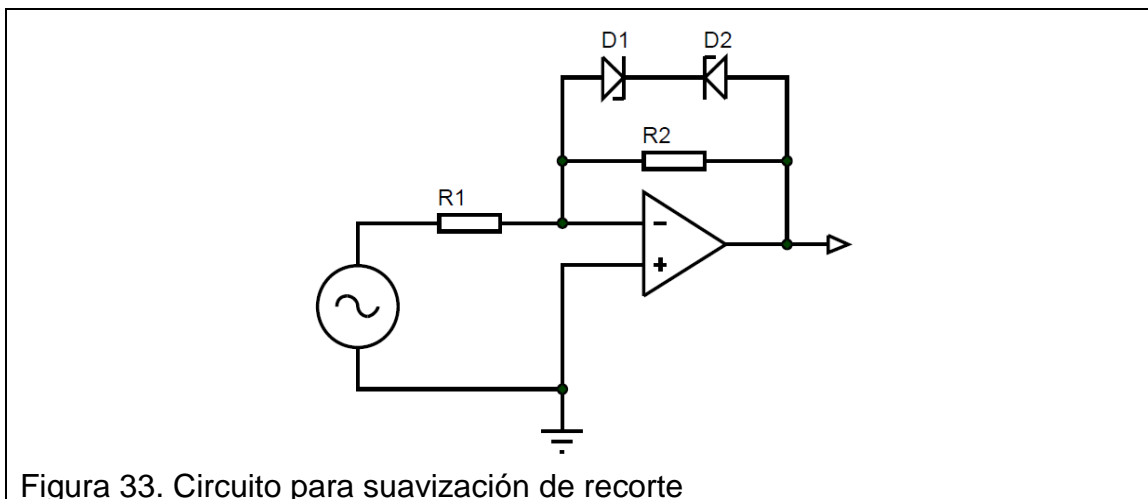 D1 D2
R2
R1
−
+
Figura 33. Circuito para suavización de recorte